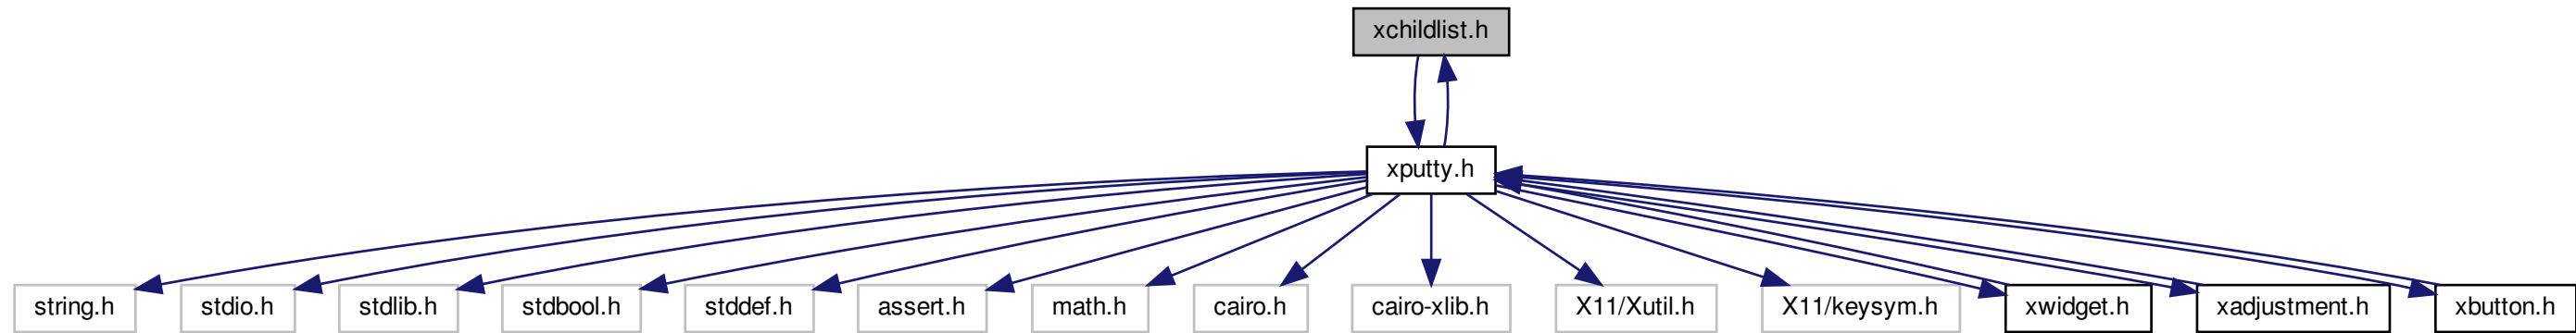 xchildlist.h
xputty.h
string.h
stdio.h
stdlib.h
stdbool.h
stddef.h
assert.h
math.h
cairo.h
cairo-xlib.h
X11/Xutil.h
X11/keysym.h
xwidget.h
xadjustment.h
xbutton.h